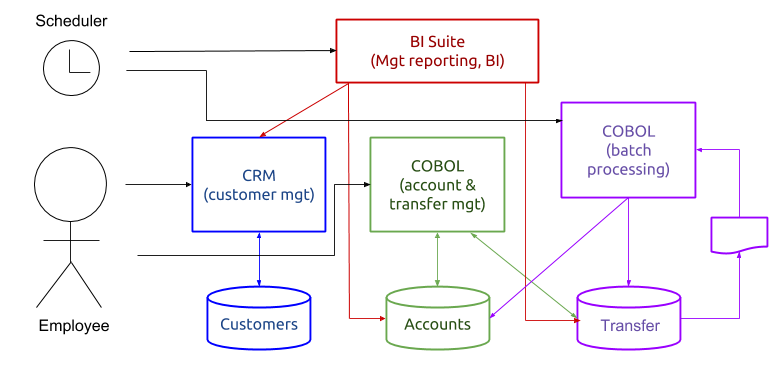 Scheduler
BI Suite
(Mgt reporting, BI)
COBOL
(batch
processing)
CRM
(customer mgt)
COBOL
(account &
transfer mgt)
Employee
Customers
Accounts
Transfer